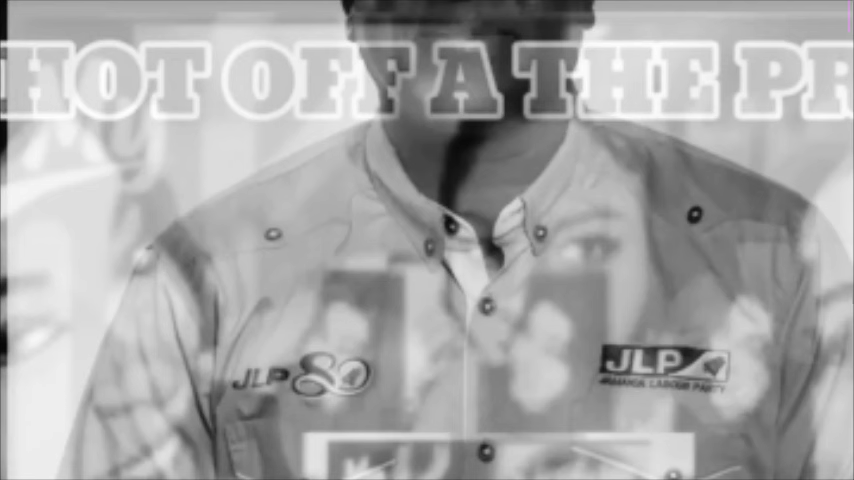 HOT OFF A THE PR
JLP 80
JLP
JAMAICA LABOUR PARTY